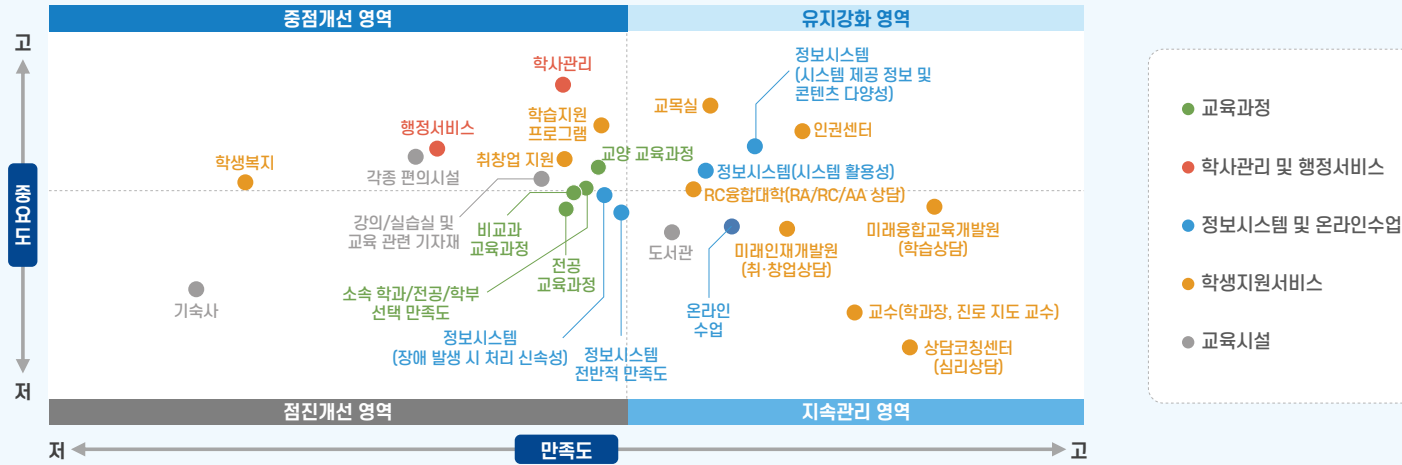 중점개선 영역
유지강화 영역
고
중요도
저
학사관리
정보시스템
(시스템 제공 정보 및
콘텐츠 다양성)
교목실
학습지원
프로그램
인권센터
행정서비스
학생복지
각종 편의시설
취창업 지원
교양 교육과정
정보시스템(시스템 활용성)
RC융합대학(RA/RC/AA 상담)
강의/실습실 및
교육 관련 기자재
비교과
교육과정
전공
교육과정
도서관
미래인재개발원
(취·창업상담)
미래융합교육개발원
(학습상담)
기숙사
소속 학과/전공/학부
선택 만족도
정보시스템
(장애 발생 시 처리 신속성)
정보시스템
전반적 만족도
온라인
수업
교수(학과장, 진로 지도 교수)
상담코칭센터
(심리상담)
점진개선 영역
지속관리 영역
저
만족도
고
교육과정
학사관리 및 행정서비스
정보시스템 및 온라인수업
학생지원서비스
교육시설